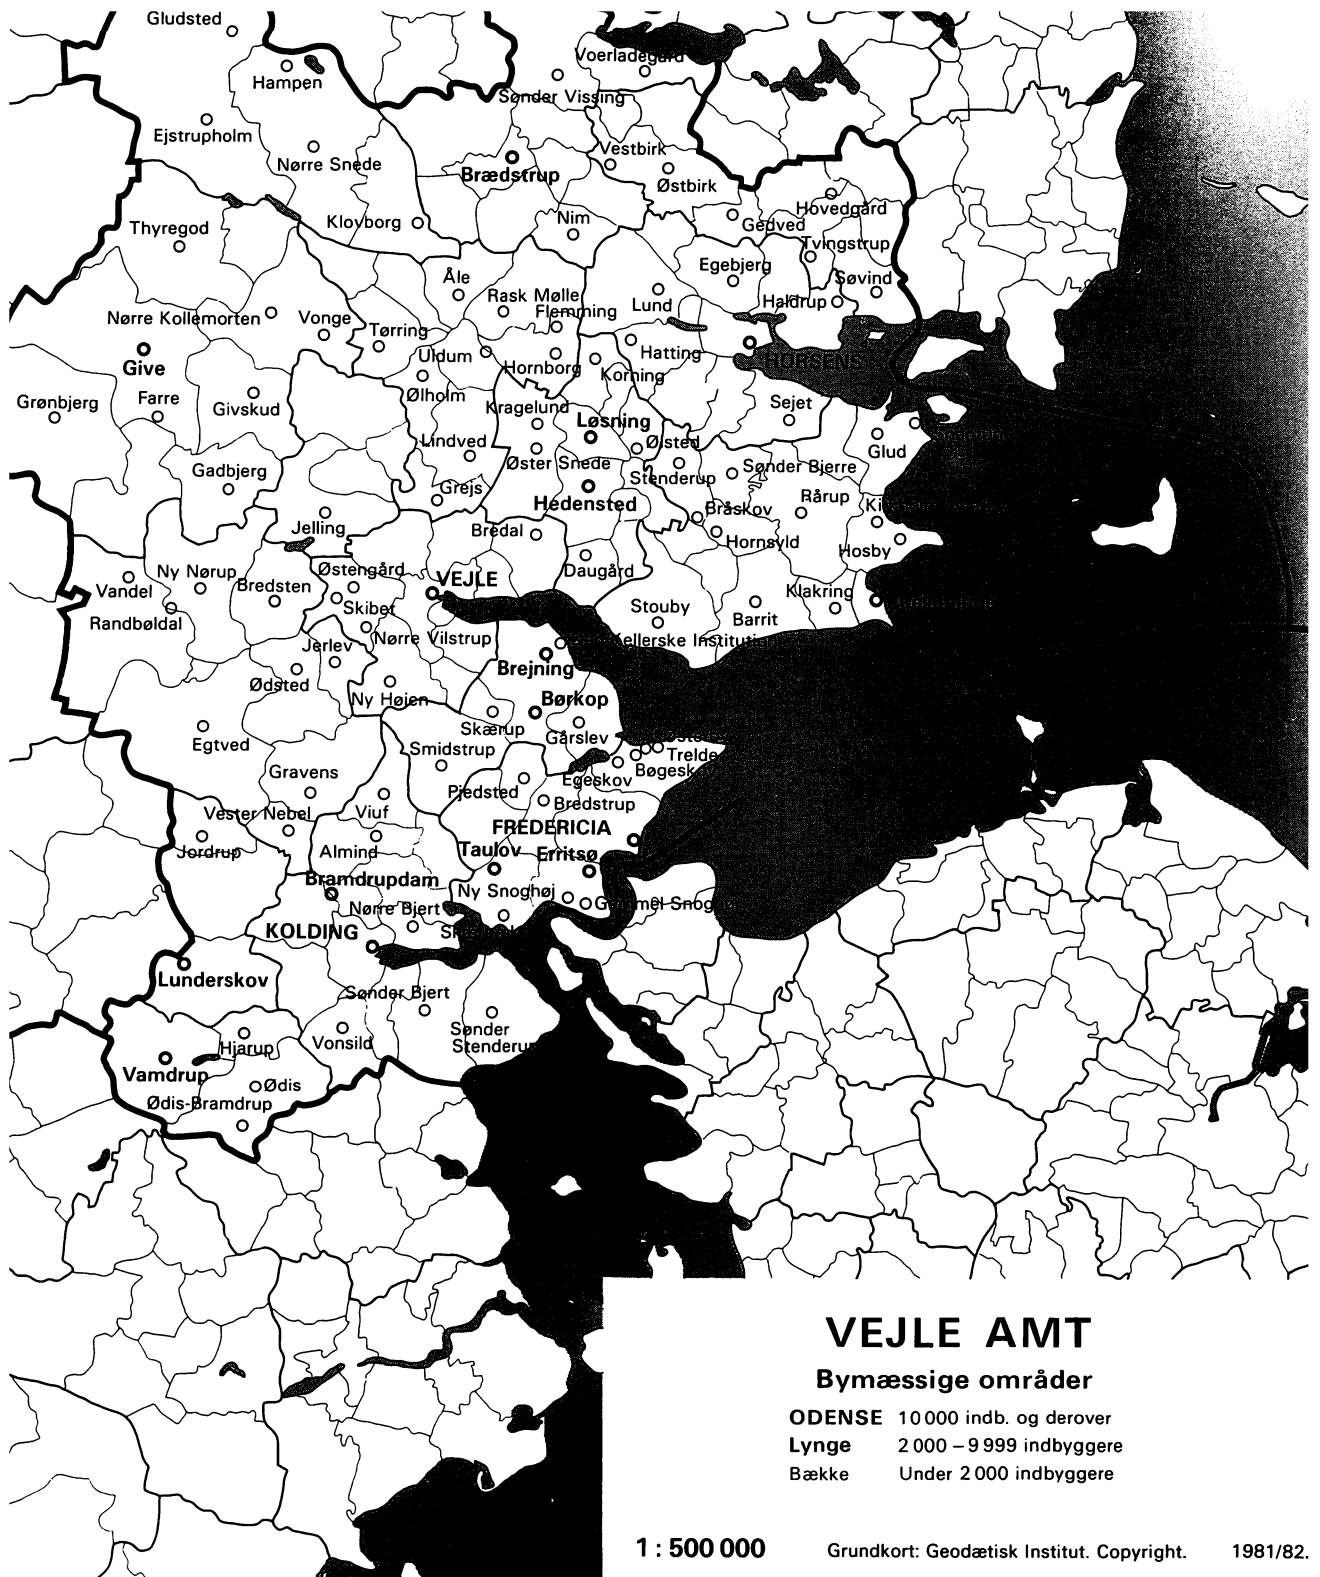 Gludsted
Voerladegård
Hampen
Sønder Vissing
Ejstrupholm
Vestbirk
Nørre Snede
Brædstrup
Østbirk
Hovedgård
Klovborg
Nim
Gedved
Thyregod
Tvingstrup
Egebjerg
Åle
Søvind
Rask Mølle
Lund
Haldrup
Flemming
Nørre Kollemorten
Vonge
Tørring
Hatting
Uldum
HORSENS
Give
Hornborg
Korning
Ølholm
Grønbjerg
Farre
Givskud
Kragelund
Sejet
Løsning
Lindved
Ølsted
Glud
Øster Snede
Sønder Bjerre
Gadbjerg
Stenderup
Grejs
Rårup
Hedensted
Bråskov
Jelling
Bredal
Hornsyld
Hosby
Østengård
Daugård
Ny Nørup
Bredsten
VEJLE
Vandel
Klakring
Skibet
Stouby
Barrit
Randbøldal
Nørre Vilstrup
Kellerske Institution
Jerlev
Brejning
Ødsted
Ny Højen
Børkop
Skærup
Gårslev
Egtved
Smidstrup
Trelde
Gravens
Egeskov
Pjedsted
Bredstrup
Vester Nebel
Viuf
FREDERICIA
Jordrup
Almind
Taulov
Erritsø
Bramdrupdam
Ny Snoghøj
Gammel Snoghøj
Nørre Bjert
KOLDING
Lunderskov
Sønder Bjert
Sønder
Stenderup
Vonsild
Hjarup
Vamdrup
Ødis
Ødis-Bramdrup
VEJLE AMT
Bymæssige områder
ODENSE 10 000 indb. og derover
Lynge 2 000 – 9 999 indbyggere
Bække Under 2 000 indbyggere
1 : 500 000 Grundkort: Geodætisk Institut. Copyright. 1981/82.